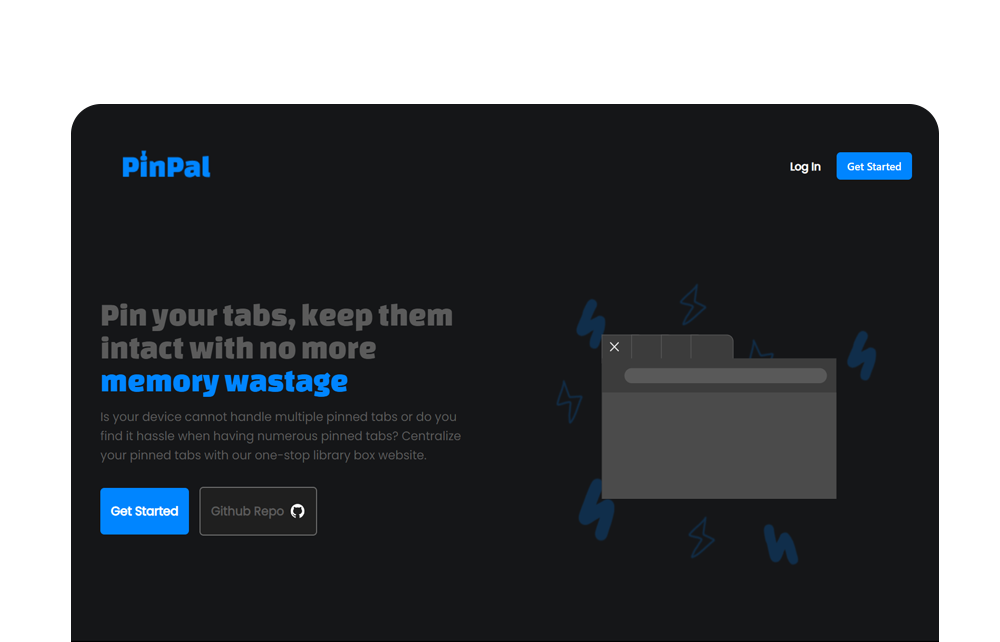 PinPal
Log In
Get Started
Pin your tabs, keep them
intact with no more
memory wastage
Is your device cannot handle multiple pinned tabs or do you
find it hassle when having numerous pinned tabs? Centralize
your pinned tabs with our one-stop library box website.
Get Started
Github Repo